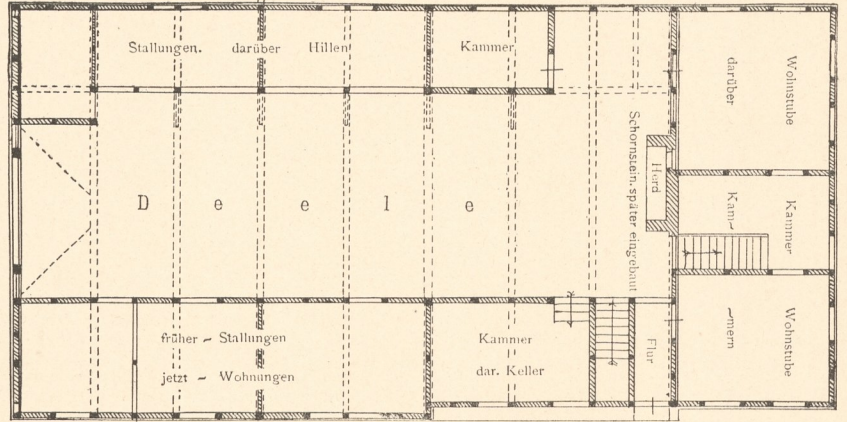 Stallungen. darüber Hillen
Kammer
Deele
früher ~ Stallungen
jetzt ~ Wohnungen
Kammer
dar. Keller
Schornstein. später eingebaut
Herd
Flur
Wohnstube
darüber
Kammer
Kam~
Wohnstube
~mern